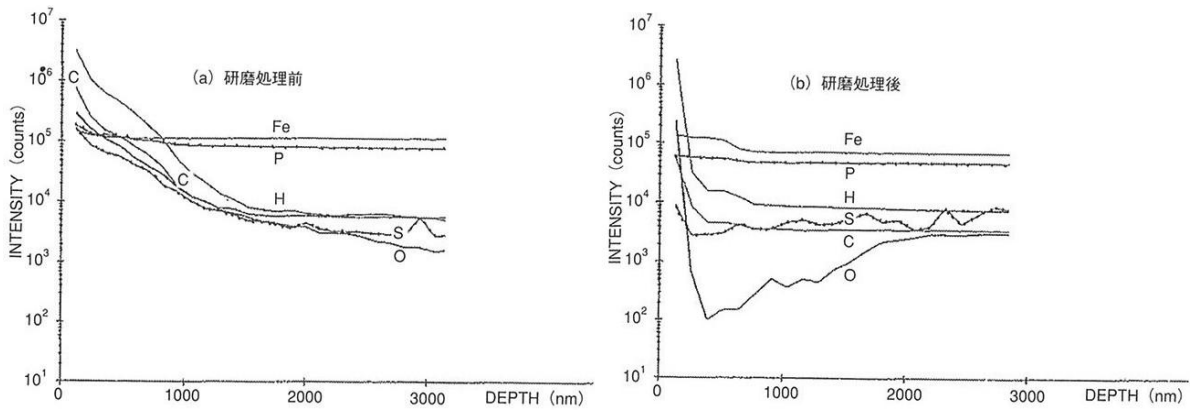 (a) 研磨処理前
INTENSITY (counts)
10⁷
10⁶
10⁵
10⁴
10³
10²
10¹
C
Fe
P
C
H
S
O
0
1000
2000
3000
DEPTH (nm)
(b) 研磨処理後
INTENSITY (counts)
10⁷
10⁶
10⁵
10⁴
10³
10²
10¹
Fe
P
H
S
C
O
0
1000
2000
3000
DEPTH (nm)